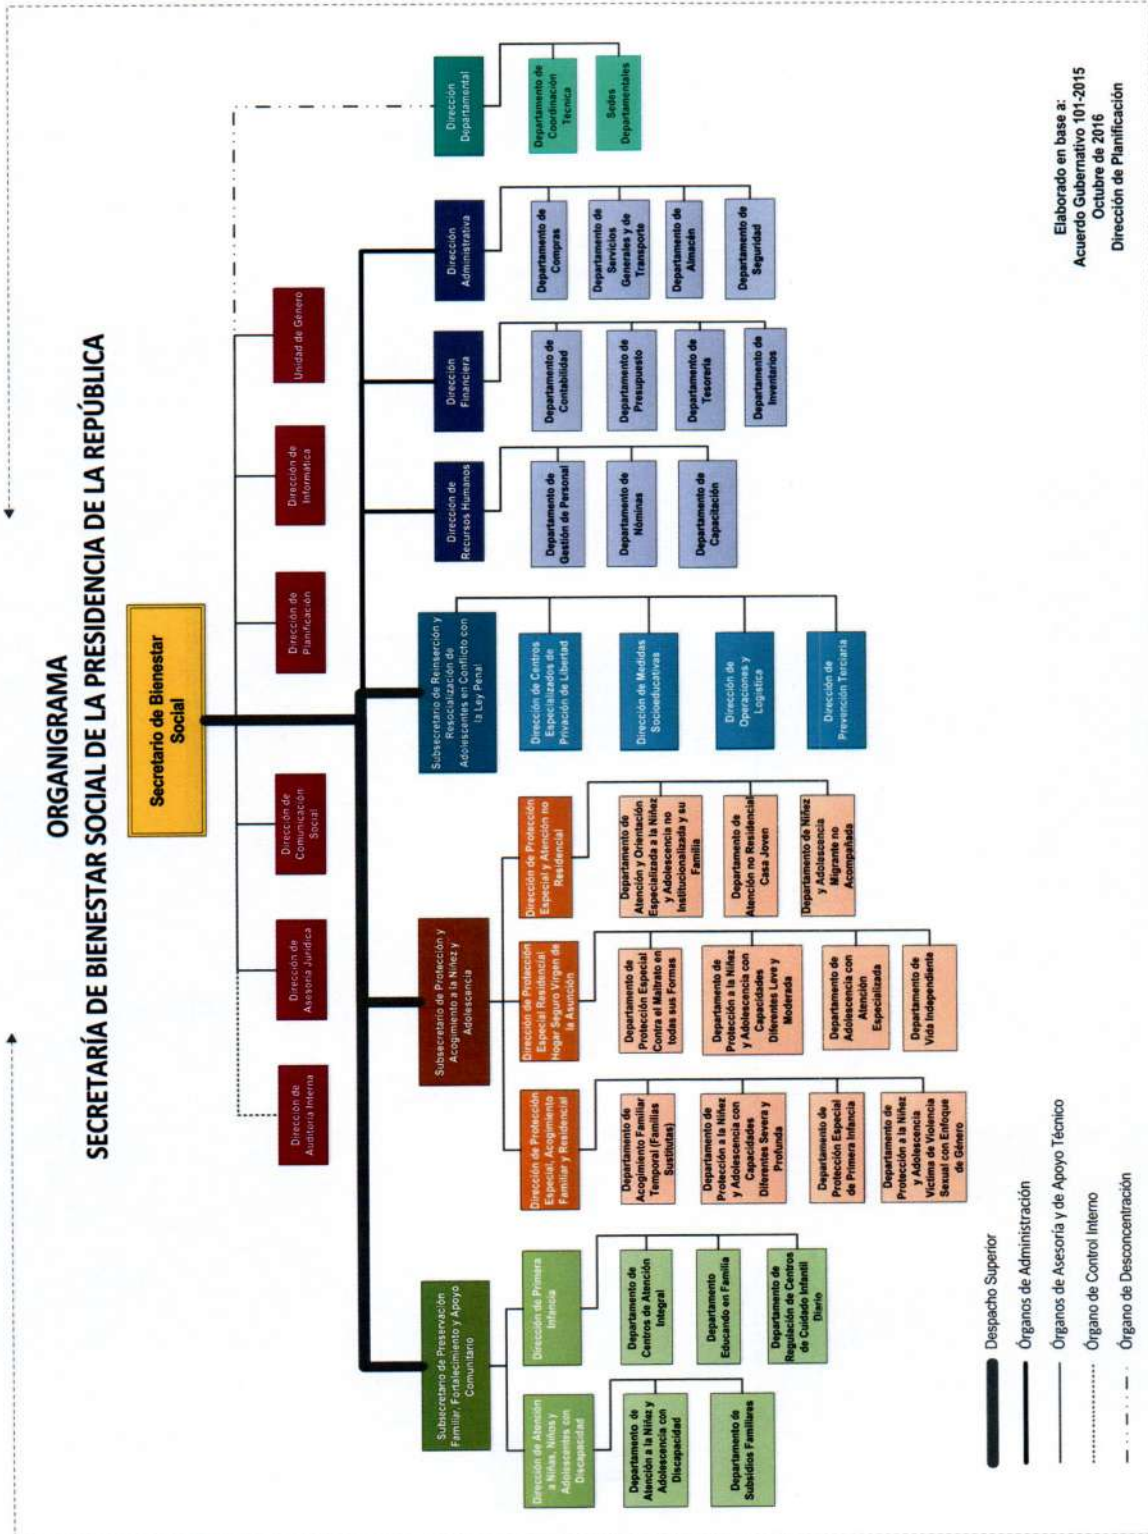 ORGANIGRAMA
SECRETARÍA DE BIENESTAR SOCIAL DE LA PRESIDENCIA DE LA REPÚBLICA
Secretario de Bienestar
Social
Dirección de
Auditoría Interna
Dirección de
Asesoría Jurídica
Dirección de
Comunicación
Social
Dirección de
Planificación
Dirección de
Informática
Unidad de Género
Subsecretario de Preservación
Familiar, Fortalecimiento y Apoyo
Comunitario
Dirección de Atención
a Niñas, Niños y
Adolescentes con
Discapacidad
Departamento de
Atención a la Niñez y
Adolescencia con
Discapacidad
Departamento de
Subsidios Familiares
Dirección de Primera
Infancia
Departamento de
Centros de Atención
Integral
Departamento
Educando en Familia
Departamento de
Regulación de Centros
de Cuidado Infantil
Diario
Subsecretario de Protección y
Acogimiento a la Niñez y
Adolescencia
Dirección de Protección
Especial, Acogimiento
Familiar y Residencial
Departamento de
Acogimiento Familiar
Temporal (Familias
Sustitutas)
Departamento de
Protección a la Niñez
y Adolescencia con
Capacidades
Diferentes Severa y
Profunda
Departamento de
Protección Especial
de Primera Infancia
Departamento de
Protección a la Niñez
y Adolescencia
Víctima de Violencia
Sexual con Enfoque
de Género
Dirección de Protección
Especial Residencial
Hogar Seguro Virgen de
la Asunción
Departamento de
Protección Especial
Contra el Maltrato en
todas sus Formas
Departamento de
Protección a la Niñez
y Adolescencia con
Capacidades
Diferentes Leve y
Moderada
Departamento de
Adolescencia con
Atención
Especializada
Departamento de
Vida Independiente
Dirección de Protección
Especial y Atención no
Residencial
Departamento de
Atención y Orientación
Especializada a la Niñez
y Adolescencia no
Institucionalizada y su
Familia
Departamento de
Atención no Residencial
Casa Joven
Departamento de Niñez
y Adolescencia
Migrante no
Acompañada
Subsecretario de Reinserción y
Resocialización de
Adolescentes en Conflicto con
la Ley Penal
Dirección de Centros
Especializados de
Privación de Libertad
Dirección de Medidas
Socioeducativas
Dirección de
Operaciones y
Logística
Dirección de
Prevención Terciaria
Dirección de
Recursos Humanos
Departamento de
Gestión de Personal
Departamento de
Nóminas
Departamento de
Capacitación
Dirección
Financiera
Departamento de
Contabilidad
Departamento de
Presupuesto
Departamento de
Tesorería
Departamento de
Inventarios
Dirección
Administrativa
Departamento de
Compras
Departamento de
Servicios
Generales y de
Transporte
Departamento de
Almacén
Departamento de
Seguridad
Dirección
Departamental
Departamento de
Coordinación
Técnica
Sedes
Departamentales
Despacho Superior
Órganos de Administración
Órganos de Asesoría y de Apoyo Técnico
Órgano de Control Interno
Órgano de Desconcentración
Elaborado en base a:
Acuerdo Gubernativo 101-2015
Octubre de 2016
Dirección de Planificación